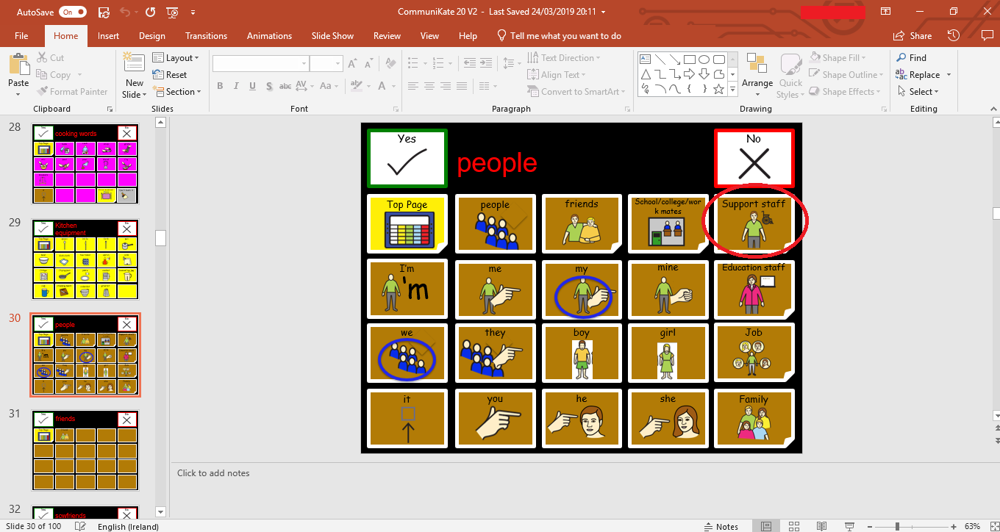 AutoSave On CommuniKate 20 V2 - Last Saved 24/03/2019 20:11
File Home Insert Design Transitions Animations Slide Show Review View Help Tell me what you want to do Share
Paste
Cut
Copy
Format Painter
Clipboard
New
Slide
Layout
Reset
Section
Slides
B I U S abc AV Aa A
Font
Text Direction
Align Text
Convert to SmartArt
Paragraph
Arrange
Quick
Styles
Shape Fill
Shape Outline
Shape Effects
Drawing
Find
Replace
Select
Editing
28
cooking words
29
Kitchen
equipment
30
people
31
friends
32
Yes
people
No
Top Page
people
friends
School/college/wor
k mates
Support staff
I'm
'm
me
my
mine
Education staff
we
they
boy
girl
Job
it
you
he
she
Family
Click to add notes
Slide 30 of 100 English (Ireland) Notes 63%